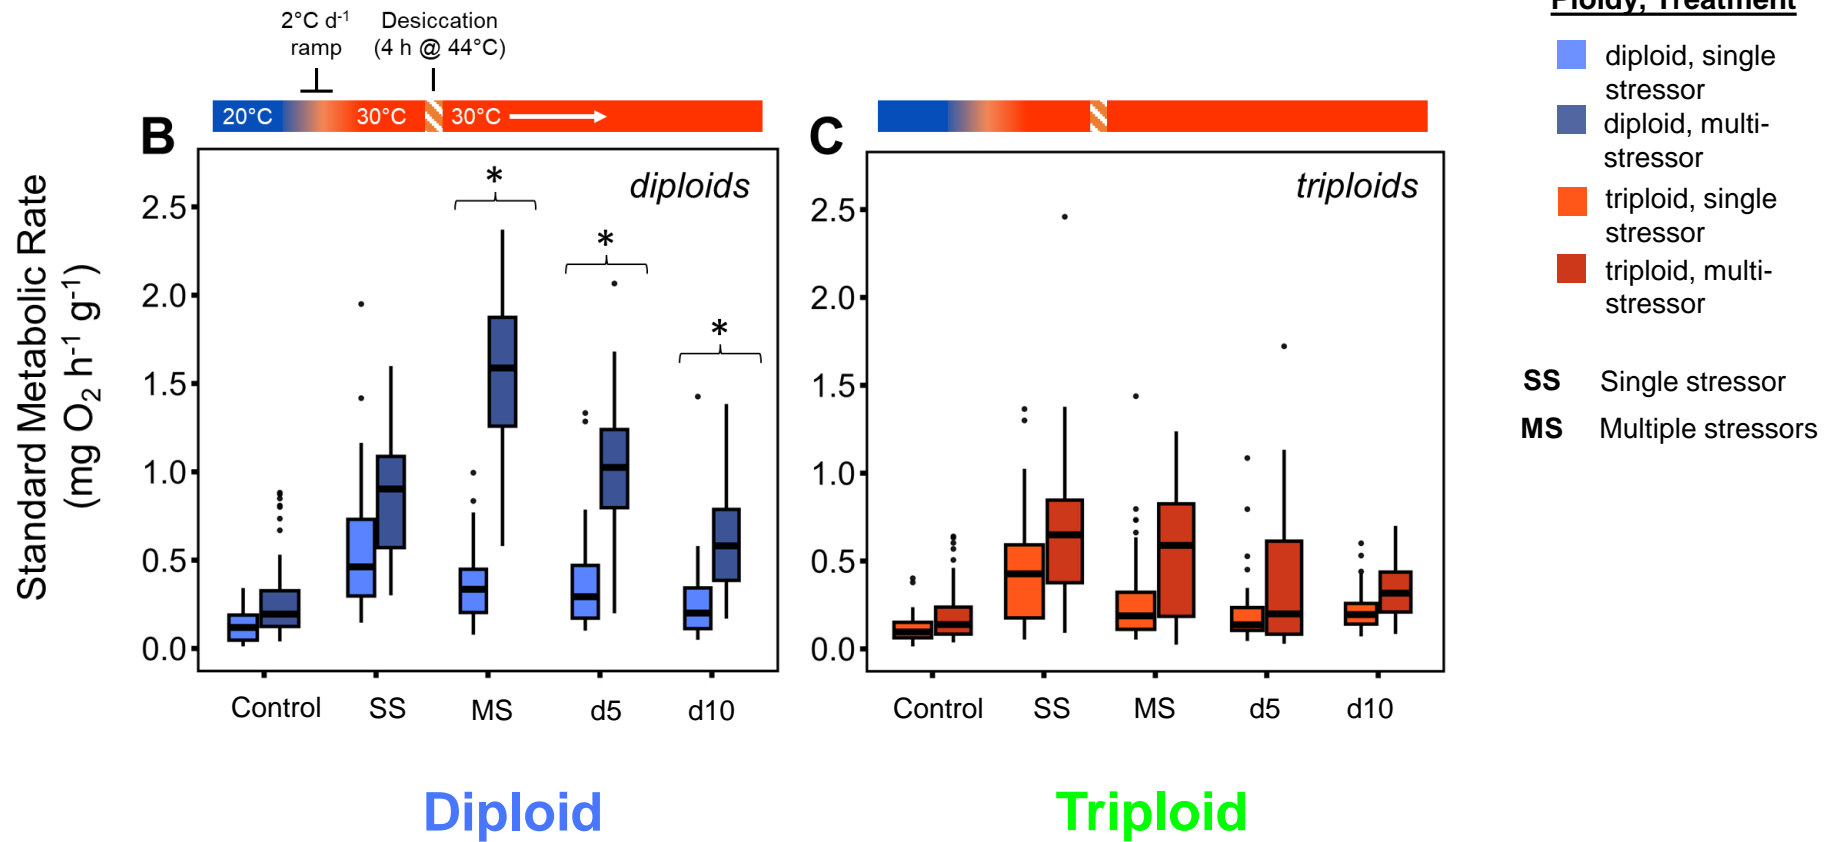 2°C d-1
ramp
Desiccation
(4 h @ 44°C)
Ploidy, Treatment
diploid, single
stressor
diploid, multi-
stressor
triploid, single
stressor
triploid, multi-
stressor
SS Single stressor
MS Multiple stressors
20°C 30°C 30°C
B
diploids
*
*
*
Standard Metabolic Rate
(mg O2 h-1 g-1)
2.5
2.0
1.5
1.0
0.5
0.0
Control SS MS d5 d10
Diploid
C
triploids
2.5
2.0
1.5
1.0
0.5
0.0
Control SS MS d5 d10
Triploid